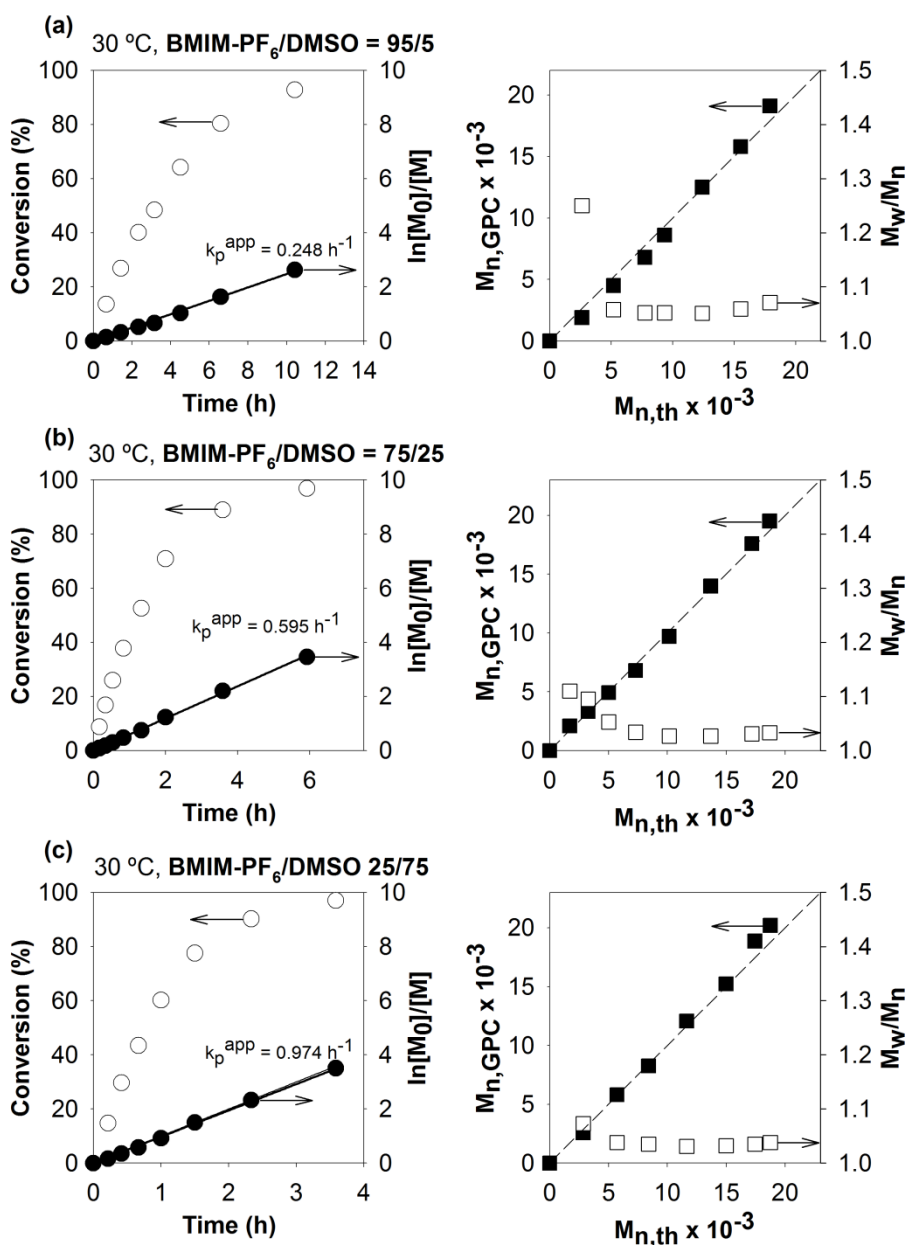 (a)
30 ºC, BMIM-PF6/DMSO = 95/5
Conversion (%)
100
80
60
40
20
0
ln[M0]/[M]
10
8
6
4
2
0
kp^app = 0.248 h-1
0 2 4 6 8 10 12 14
Time (h)
Mn,GPC x 10-3
20
15
10
5
0
Mw/Mn
1.5
1.4
1.3
1.2
1.1
1.0
0 5 10 15 20
Mn,th x 10-3
(b)
30 ºC, BMIM-PF6/DMSO = 75/25
Conversion (%)
100
80
60
40
20
0
ln[M0]/[M]
10
8
6
4
2
0
kp^app = 0.595 h-1
0 2 4 6
Time (h)
Mn,GPC x 10-3
20
15
10
5
0
Mw/Mn
1.5
1.4
1.3
1.2
1.1
1.0
0 5 10 15 20
Mn,th x 10-3
(c)
30 ºC, BMIM-PF6/DMSO 25/75
Conversion (%)
100
80
60
40
20
0
ln[M0]/[M]
10
8
6
4
2
0
kp^app = 0.974 h-1
0 1 2 3 4
Time (h)
Mn,GPC x 10-3
20
15
10
5
0
Mw/Mn
1.5
1.4
1.3
1.2
1.1
1.0
0 5 10 15 20
Mn,th x 10-3